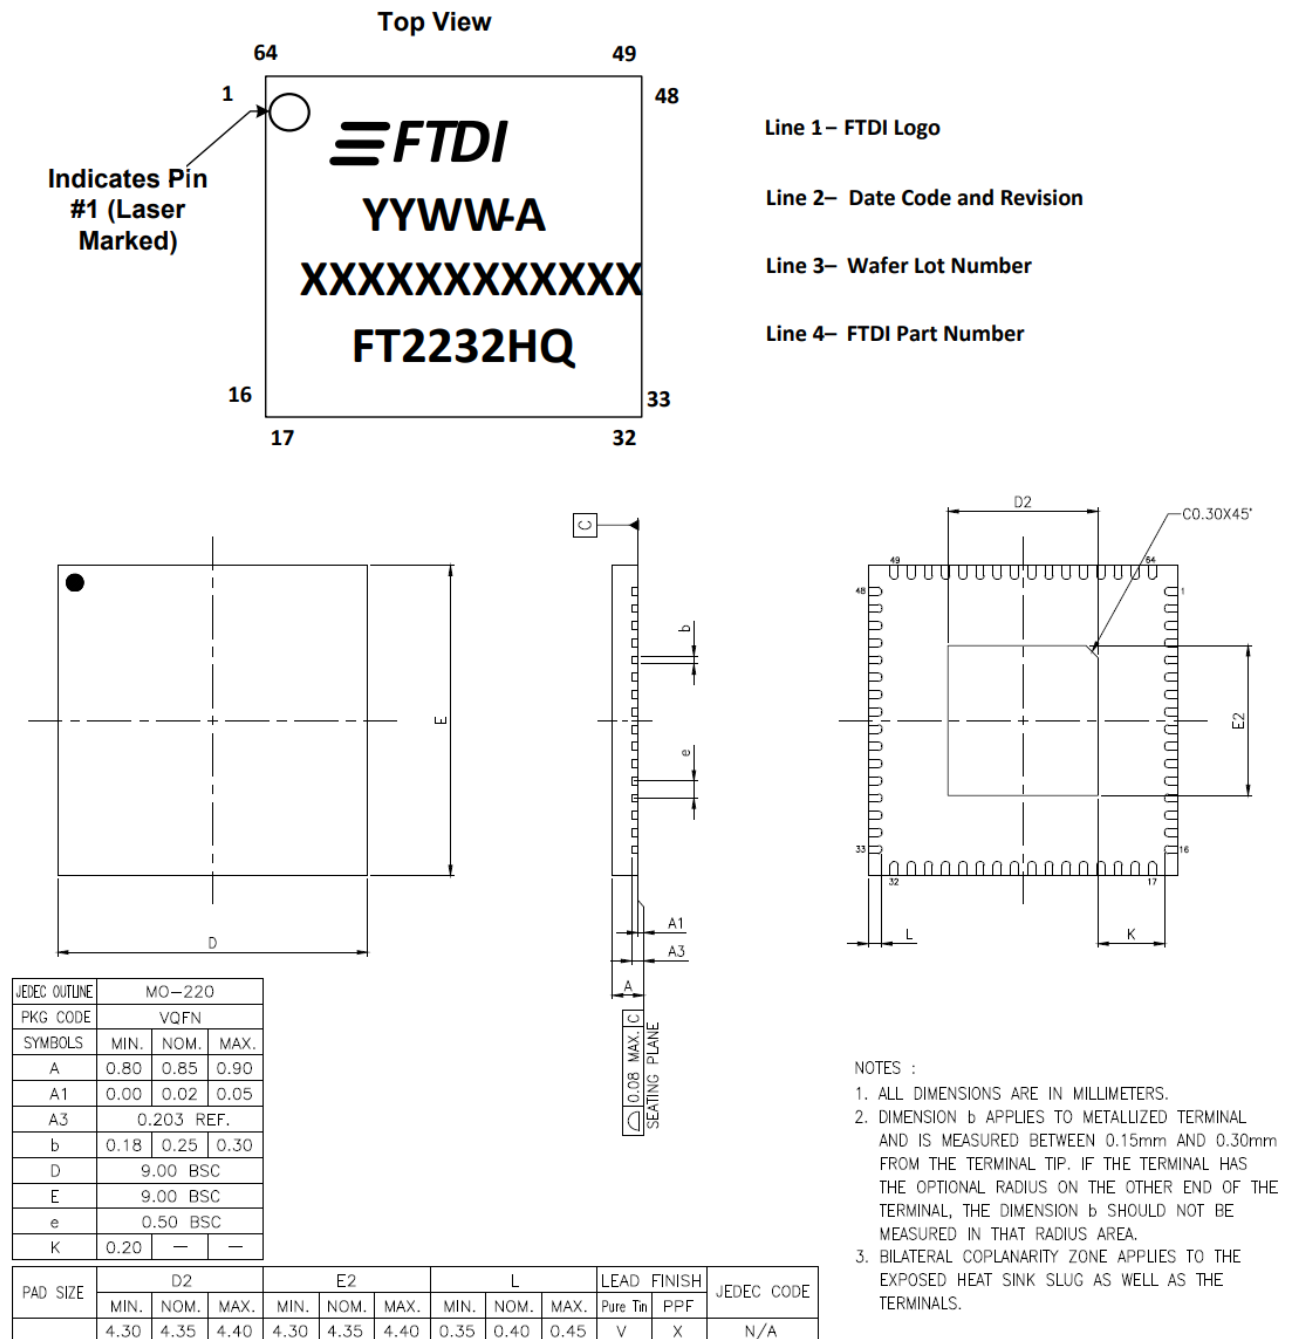 Top View
64
49
1
48
Indicates Pin
#1 (Laser
Marked)
FTDI
YYWW-A
XXXXXXXXXXXX
FT2232HQ
16
33
17
32
Line 1– FTDI Logo
Line 2– Date Code and Revision
Line 3– Wafer Lot Number
Line 4– FTDI Part Number
E
D
C
b
e
A1
A3
A
0.08 MAX. C
SEATING PLANE
D2
C0.30X45°
49
64
48
1
E2
33
16
32
17
L
K
JEDEC OUTLINE MO-220
PKG CODE VQFN
SYMBOLS MIN. NOM. MAX.
A 0.80 0.85 0.90
A1 0.00 0.02 0.05
A3 0.203 REF.
b 0.18 0.25 0.30
D 9.00 BSC
E 9.00 BSC
e 0.50 BSC
K 0.20 — —
PAD SIZE D2 E2 L LEAD FINISH JEDEC CODE
MIN. NOM. MAX. MIN. NOM. MAX. MIN. NOM. MAX. Pure Tin PPF
4.30 4.35 4.40 4.30 4.35 4.40 0.35 0.40 0.45 V X N/A
NOTES :
1. ALL DIMENSIONS ARE IN MILLIMETERS.
2. DIMENSION b APPLIES TO METALLIZED TERMINAL
AND IS MEASURED BETWEEN 0.15mm AND 0.30mm
FROM THE TERMINAL TIP. IF THE TERMINAL HAS
THE OPTIONAL RADIUS ON THE OTHER END OF THE
TERMINAL, THE DIMENSION b SHOULD NOT BE
MEASURED IN THAT RADIUS AREA.
3. BILATERAL COPLANARITY ZONE APPLIES TO THE
EXPOSED HEAT SINK SLUG AS WELL AS THE
TERMINALS.